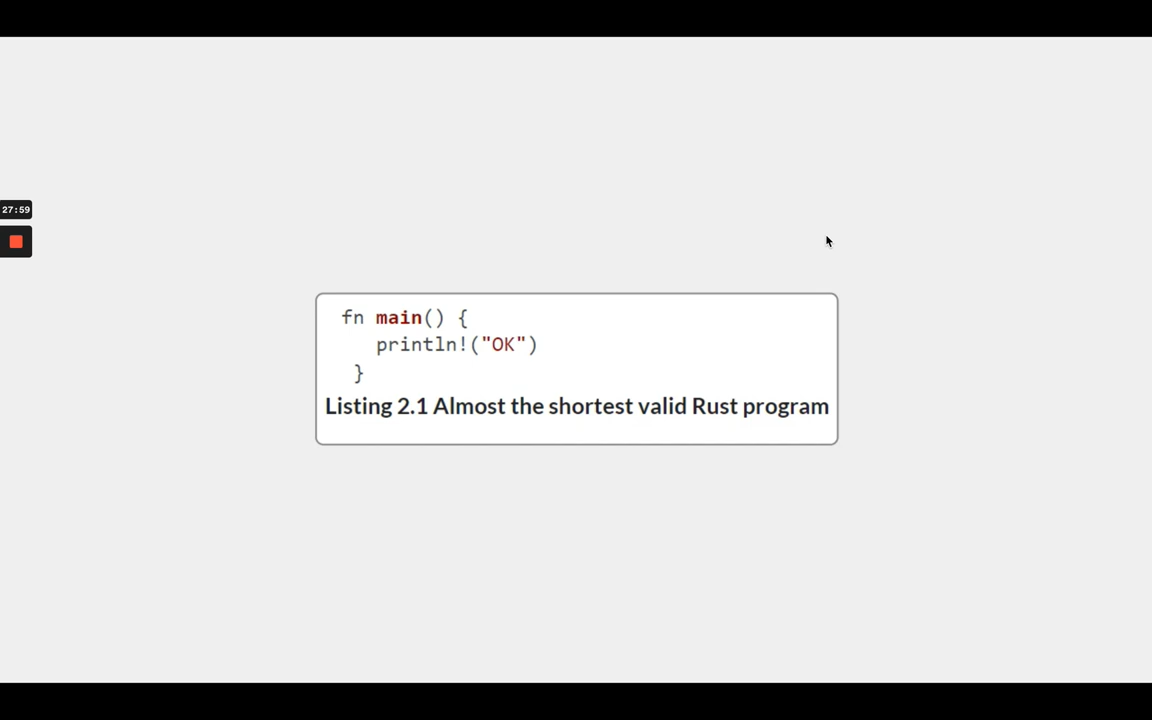 27:59
fn main() {
println!("OK")
}
Listing 2.1 Almost the shortest valid Rust program